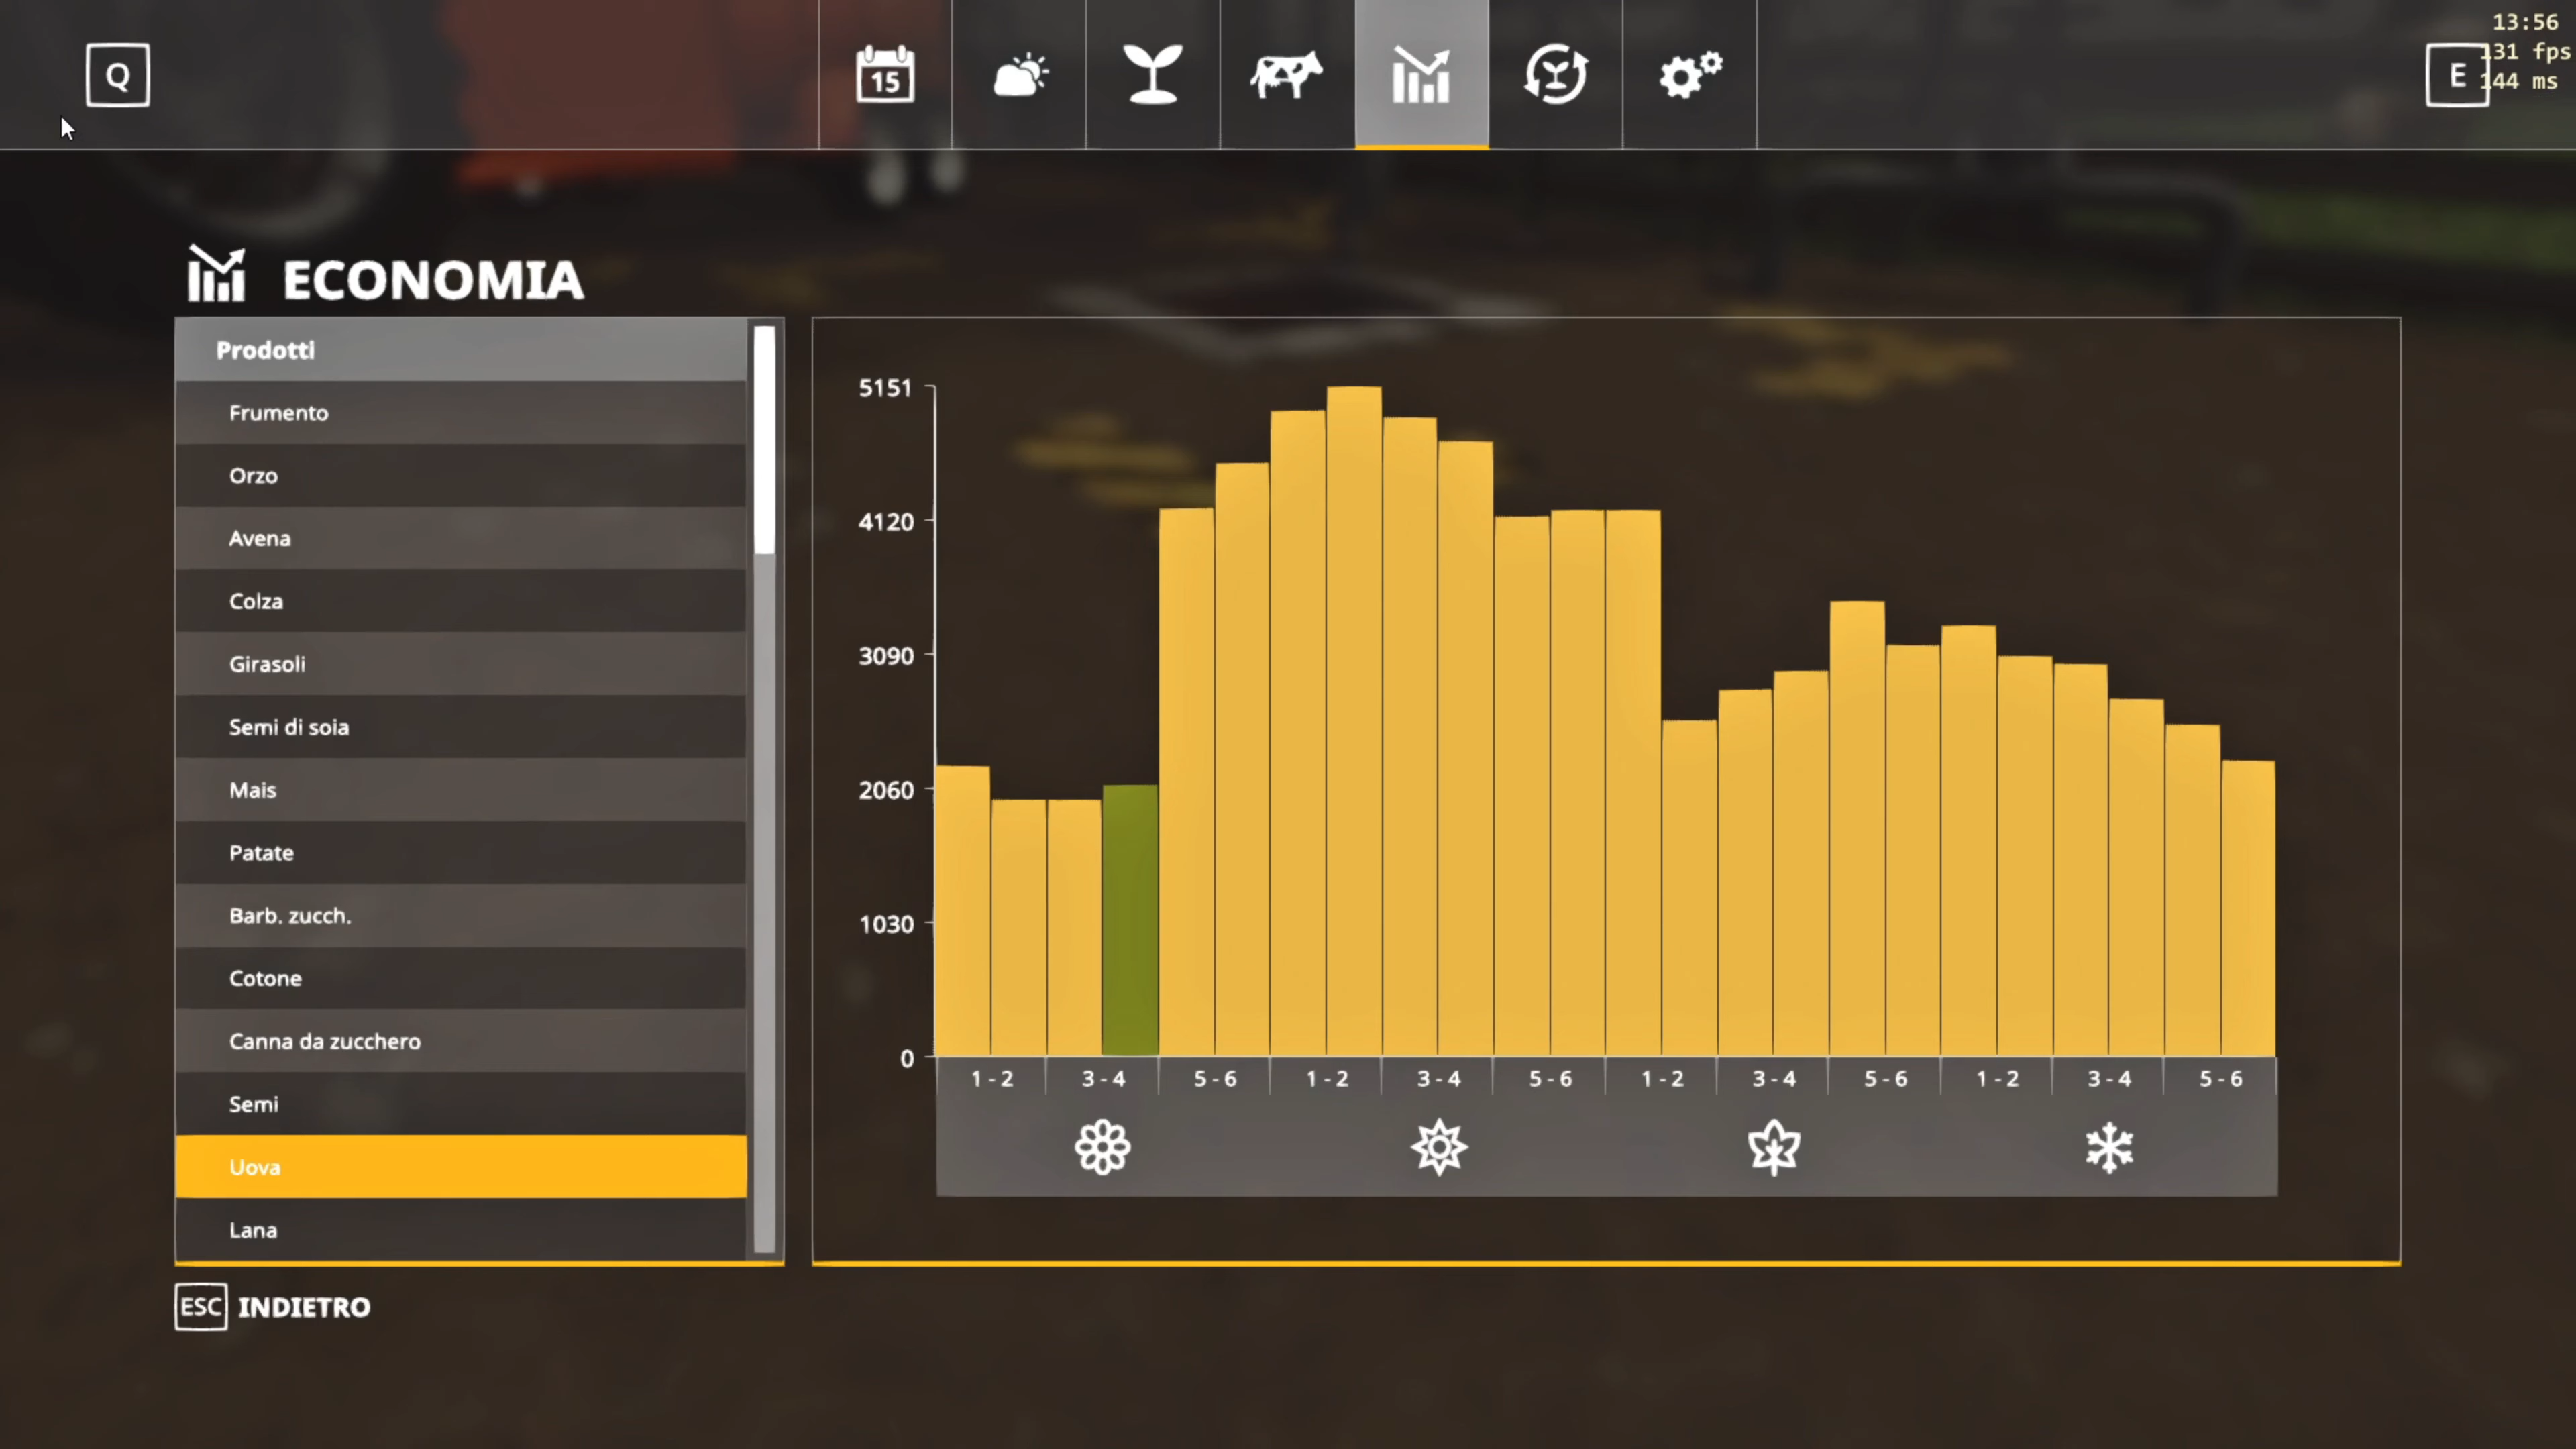 Q
15
E
13:56
131 fps
144 ms
ECONOMIA
Prodotti
Frumento
Orzo
Avena
Colza
Girasoli
Semi di soia
Mais
Patate
Barb. zucch.
Cotone
Canna da zucchero
Semi
Uova
Lana
5151
4120
3090
2060
1030
0
1 - 2 3 - 4 5 - 6 1 - 2 3 - 4 5 - 6 1 - 2 3 - 4 5 - 6 1 - 2 3 - 4 5 - 6
ESC INDIETRO